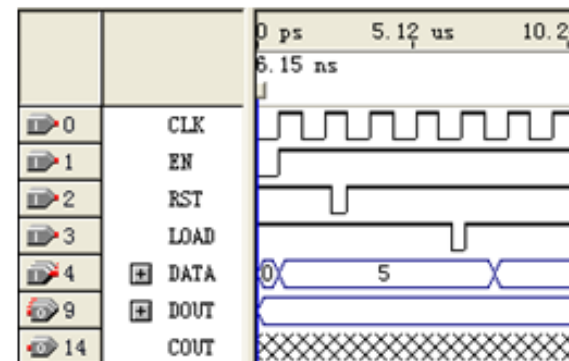 0 ps 5.12 us 10.2
6.15 ns
0 CLK
1 EN
2 RST
3 LOAD
4 DATA 0 5
9 DOUT
14 COUT